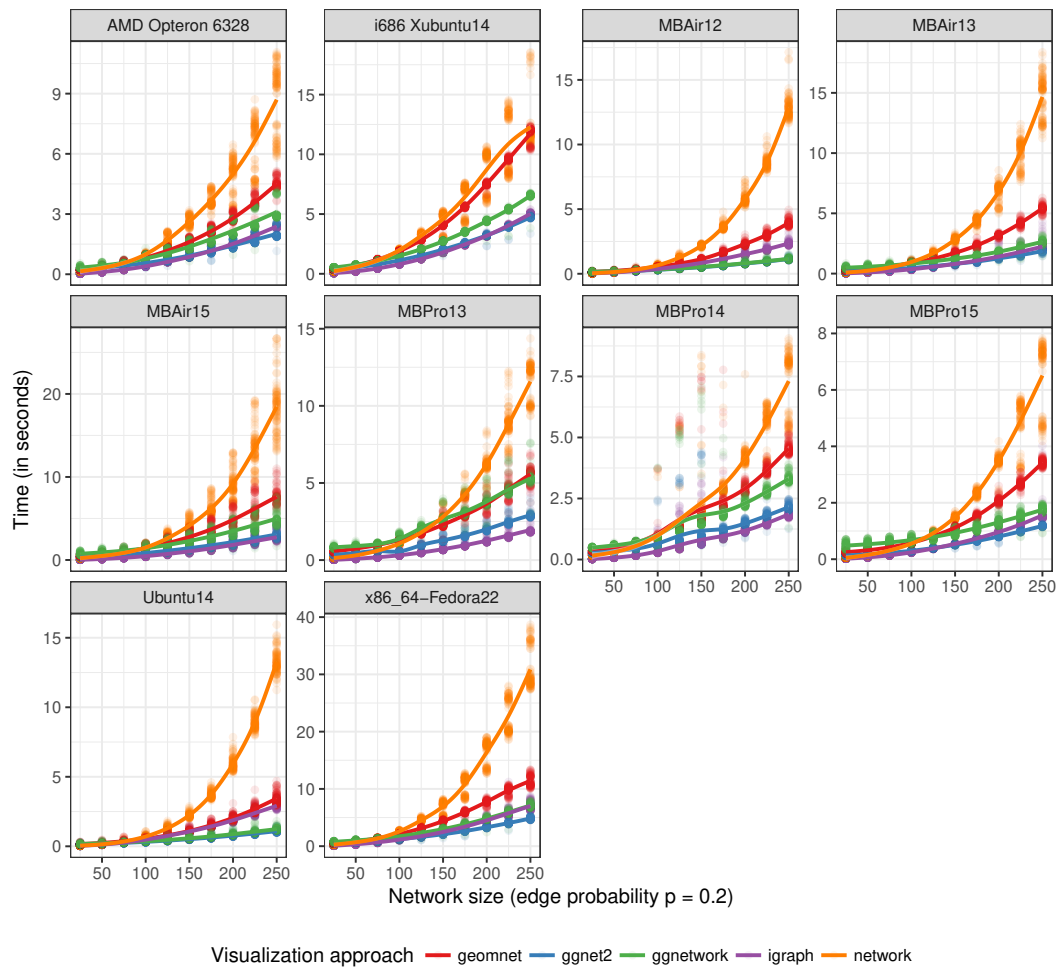 AMD Opteron 6328 i686 Xubuntu14 MBAir12 MBAir13
0 3 6 9
0 5 10 15
0 5 10 15
0 5 10 15
MBAir15 MBPro13 MBPro14 MBPro15
0 10 20
0 5 10 15
0.0 2.5 5.0 7.5
0 2 4 6 8
50 100 150 200 250 50 100 150 200 250
Ubuntu14 x86_64-Fedora22
0 5 10 15
0 10 20 30 40
50 100 150 200 250 50 100 150 200 250
Time (in seconds)
Network size (edge probability p = 0.2)
Visualization approach geomnet ggnet2 ggnetwork igraph network